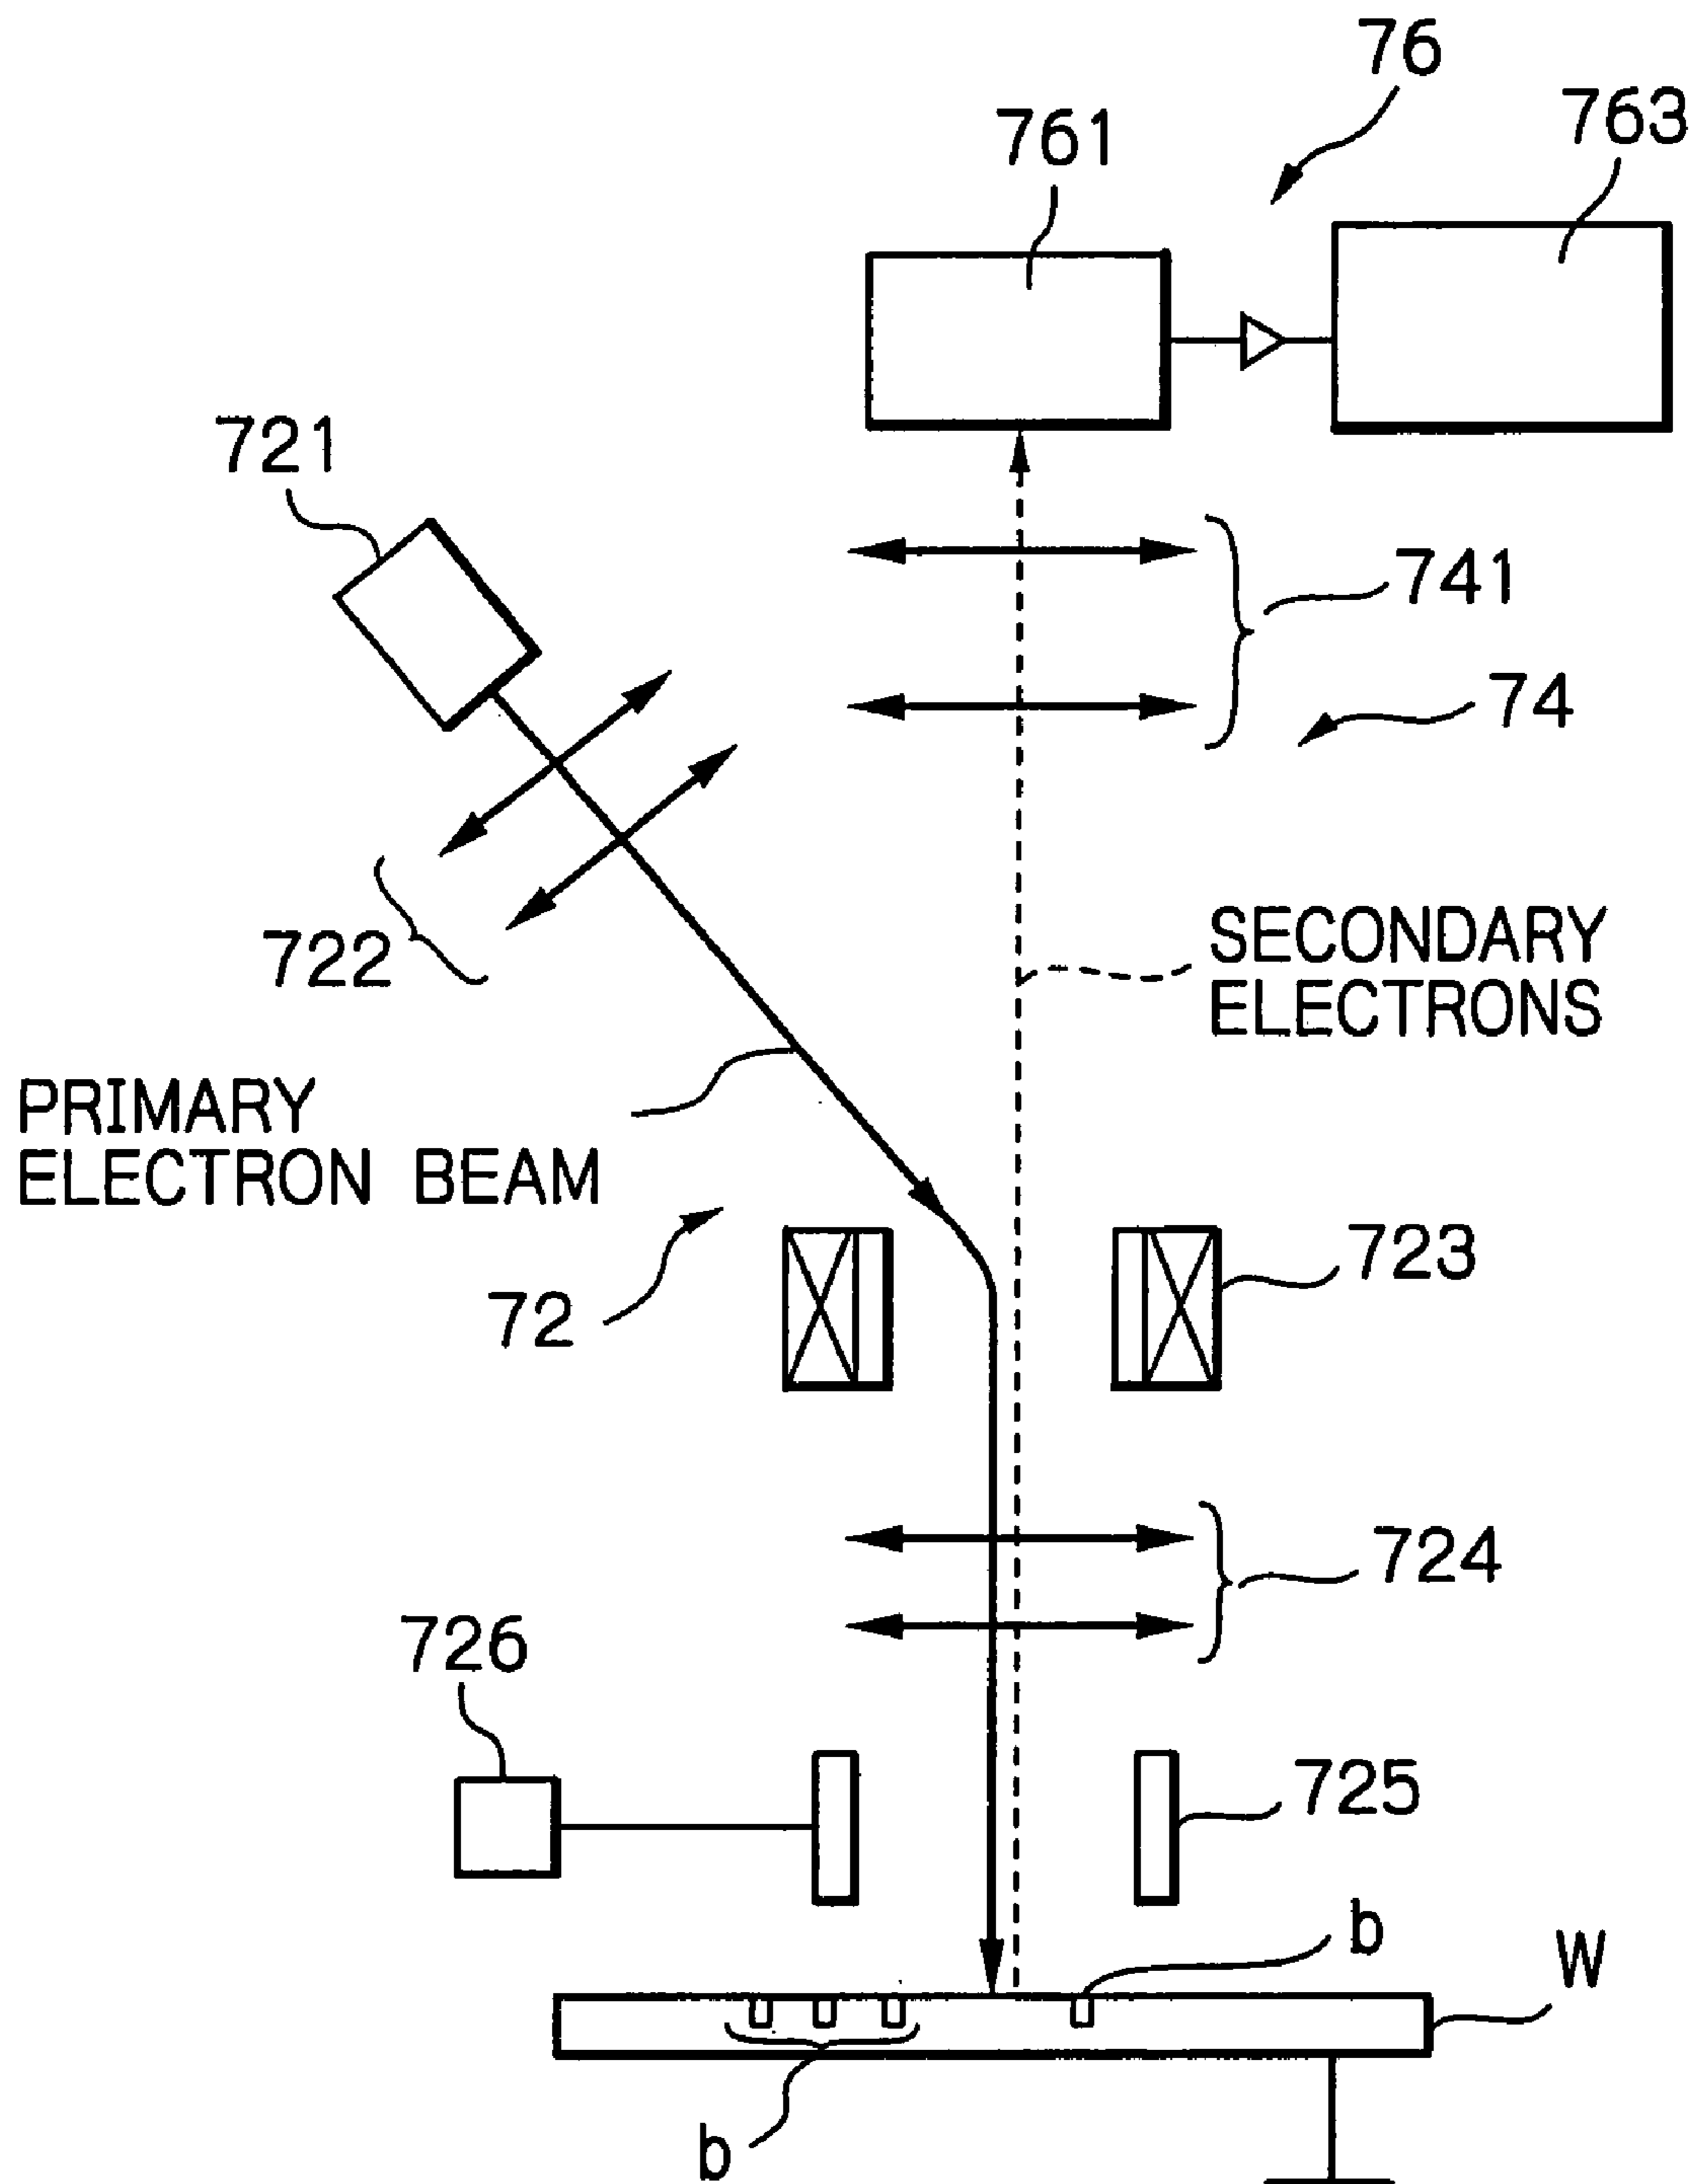 76
763
761
721
741
74
722
SECONDARY
ELECTRONS
PRIMARY
ELECTRON BEAM
723
72
724
726
725
b
W
b